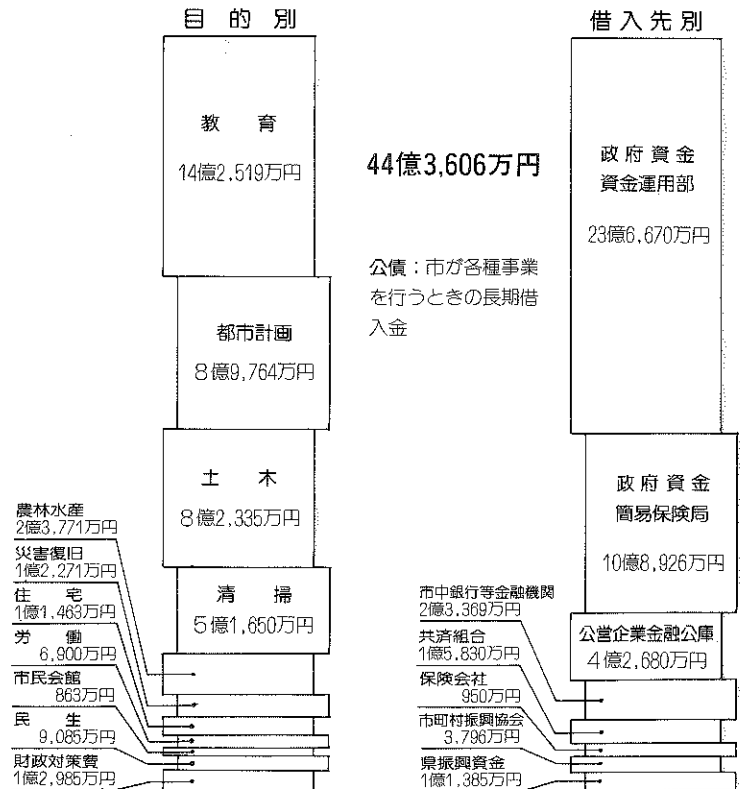 目的別
教育
14億2,519万円
都市計画
8億9,764万円
土木
8億2,335万円
清掃
5億1,650万円
農林水産
2億3,771万円
災害復旧
1億2,271万円
住宅
1億1,463万円
労働
6,900万円
市民会館
863万円
民生
9,085万円
財政対策費
1億2,985万円
44億3,606万円
公債：市が各種事業
を行うときの長期借
入金
借入先別
政府資金
資金運用部
23億6,670万円
政府資金
簡易保険局
10億8,926万円
公営企業金融公庫
4億2,680万円
市中銀行等金融機関
2億3,369万円
共済組合
1億5,830万円
保険会社
950万円
市町村振興協会
3,796万円
県振興資金
1億1,385万円